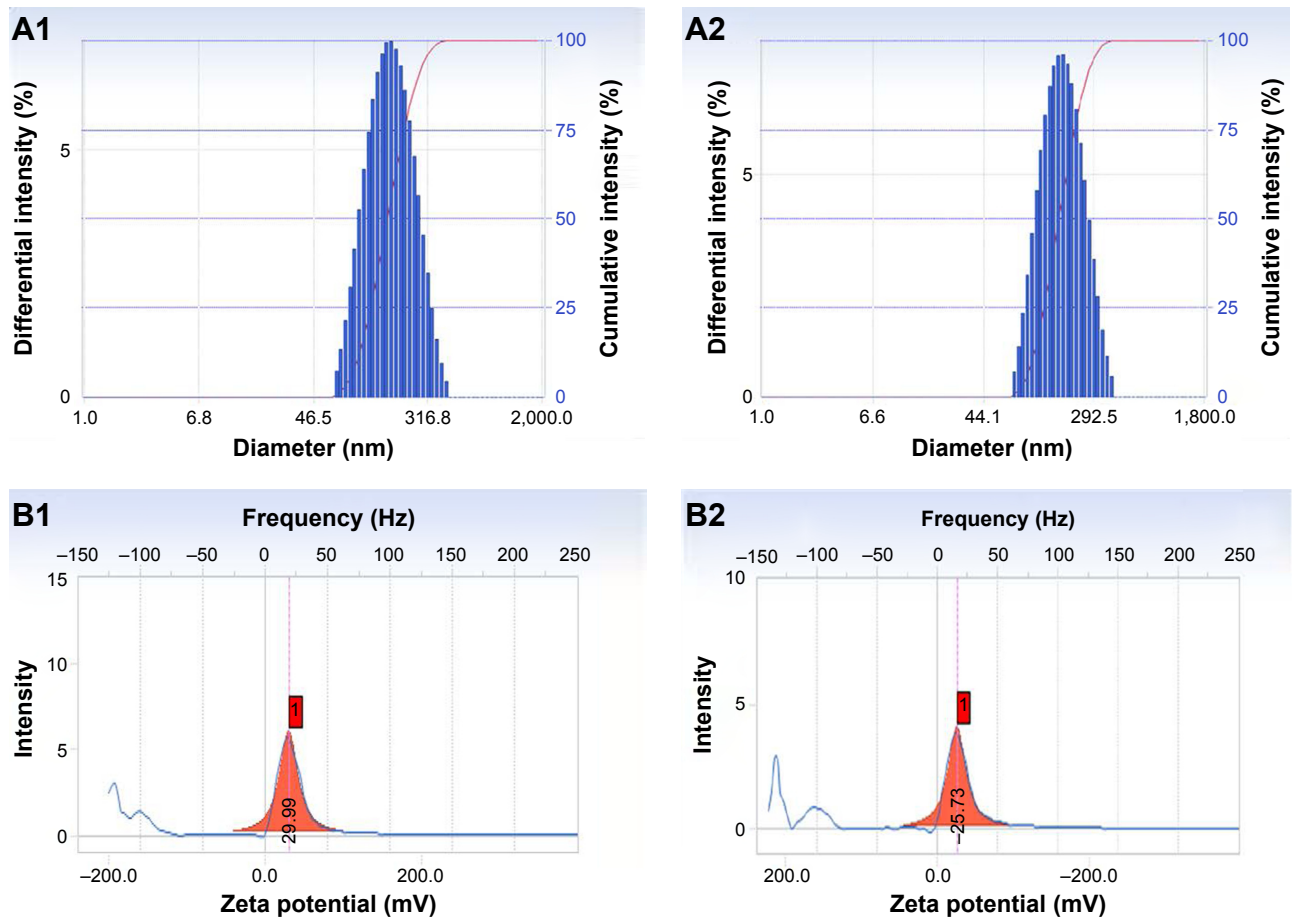 A1
Differential intensity (%)
5
0
100
75
50
25
0
Cumulative intensity (%)
1.0 6.8 46.5 316.8 2,000.0
Diameter (nm)
A2
Differential intensity (%)
5
0
100
75
50
25
0
Cumulative intensity (%)
1.0 6.6 44.1 292.5 1,800.0
Diameter (nm)
B1
Frequency (Hz)
–150 –100 –50 0 50 100 150 200 250
15
10
5
0
Intensity
1
29.99
–200.0 0.0 200.0
Zeta potential (mV)
B2
Frequency (Hz)
–150 –100 –50 0 50 100 150 200 250
10
5
0
Intensity
1
–25.73
200.0 0.0 –200.0
Zeta potential (mV)